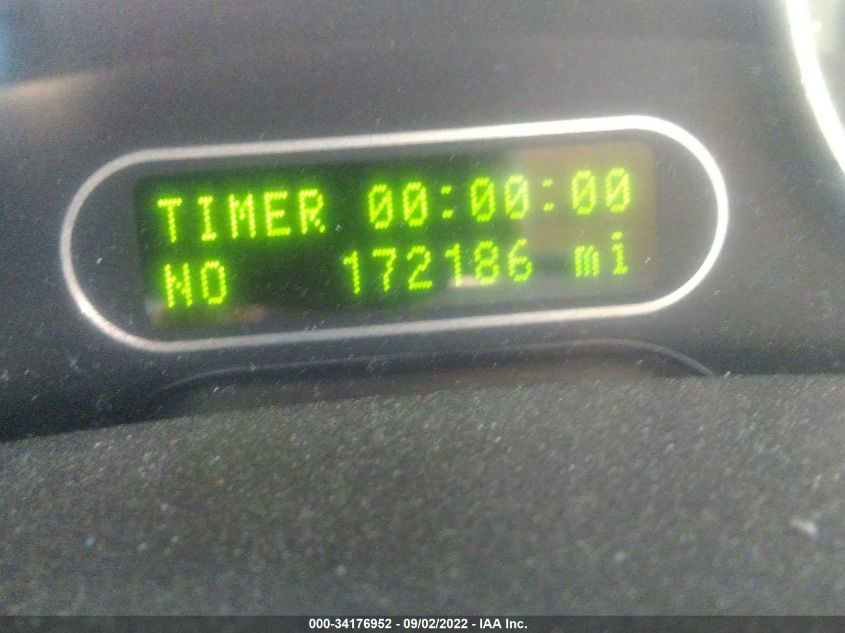 TIMER 00:00:00
NO 172186 mi
000-34176952 / 09/02/2022 - IAA Inc.